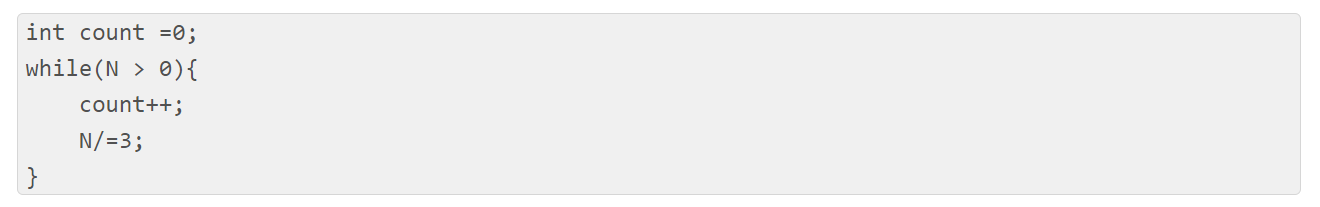 int count =0;
while(N > 0){
    count++;
    N/=3;
}